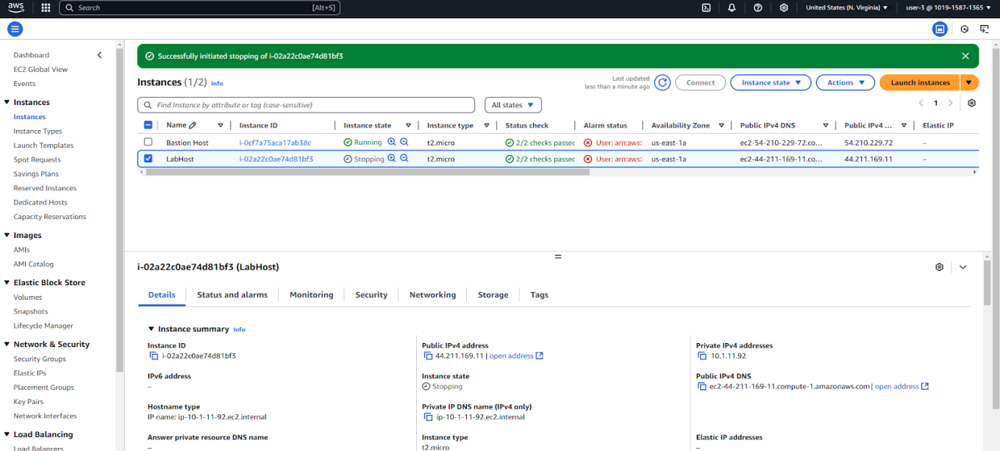 aws
Search [Alt+S]
United States (N. Virginia)
user-3 @ 1019-1587-1365
Dashboard
EC2 Global View
Events
Instances
Instances
Instance Types
Launch Templates
Spot Requests
Savings Plans
Reserved Instances
Dedicated Hosts
Capacity Reservations
Images
AMIs
AMI Catalog
Elastic Block Store
Volumes
Snapshots
Lifecycle Manager
Network & Security
Security Groups
Elastic IPs
Placement Groups
Key Pairs
Network Interfaces
Load Balancing
Load Balancers
Successfully initiated stopping of i-02a22c0ae74d81bf3
Instances (1/2) Info
Last updated
less than a minute ago
Connect
Instance state
Actions
Launch instances
Find Instance by attribute or tag (case-sensitive)
All states
1
Name Instance ID Instance state Instance type Status check Alarm status Availability Zone Public IPv4 DNS Public IPv4 ... Elastic IP
Bastion Host i-0cf7a75aca17ab38c Running t2.micro 2/2 checks passed User: arn:aws: us-east-1a ec2-54-210-229-72.co... 54.210.229.72 –
LabHost i-02a22c0ae74d81bf3 Stopping t2.micro 2/2 checks passed User: arn:aws: us-east-1a ec2-44-211-169-11.co... 44.211.169.11 –
i-02a22c0ae74d81bf3 (LabHost)
Details Status and alarms Monitoring Security Networking Storage Tags
Instance summary Info
Instance ID
i-02a22c0ae74d81bf3
IPv6 address
–
Hostname type
IP name: ip-10-1-11-92.ec2.internal
Answer private resource DNS name
–
Public IPv4 address
44.211.169.11 | open address
Instance state
Stopping
Private IP DNS name (IPv4 only)
ip-10-1-11-92.ec2.internal
Instance type
t2.micro
Private IPv4 addresses
10.1.11.92
Public IPv4 DNS
ec2-44-211-169-11.compute-1.amazonaws.com | open address
Elastic IP addresses
–